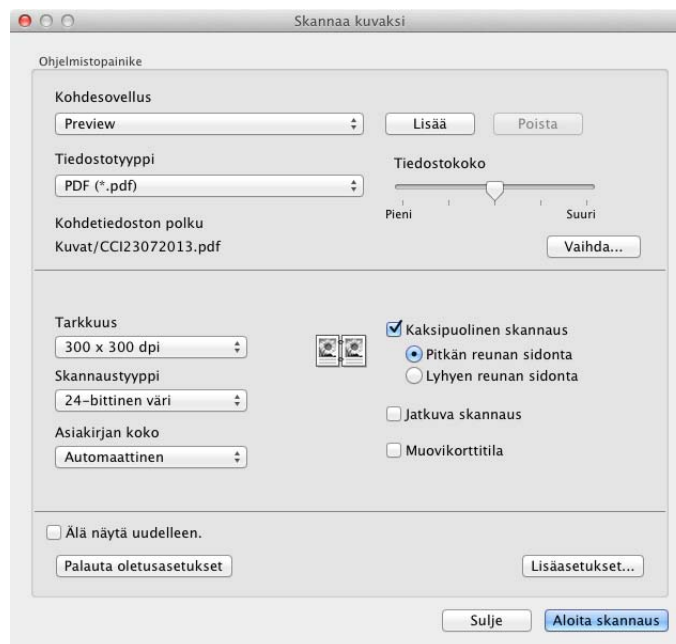 Skannaa kuvaksi
Ohjelmistopainike
Kohdesovellus
Preview
Lisää
Poista
Tiedostotyyppi
PDF (*.pdf)
Tiedostokoko
Pieni
Suuri
Kohdetiedoston polku
Kuvat/CCI23072013.pdf
Vaihda...
Tarkkuus
300 x 300 dpi
Skannaustyyppi
24-bittinen väri
Asiakirjan koko
Automaattinen
Kaksipuolinen skannaus
Pitkän reunan sidonta
Lyhyen reunan sidonta
Jatkuva skannaus
Muovikorttitila
Älä näytä uudelleen.
Palauta oletusasetukset
Lisäasetukset...
Sulje
Aloita skannaus